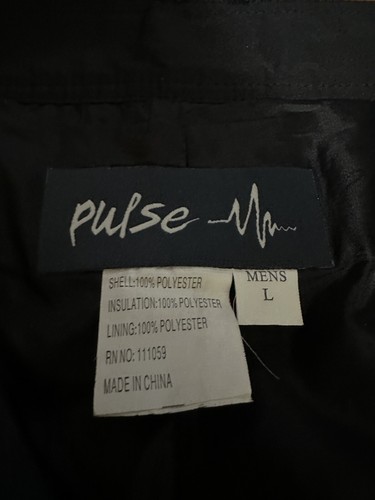 pulse
SHELL:100% POLYESTER
INSULATION:100% POLYESTER
LINING:100% POLYESTER
RN NO: 111059
MADE IN CHINA
MENS
L